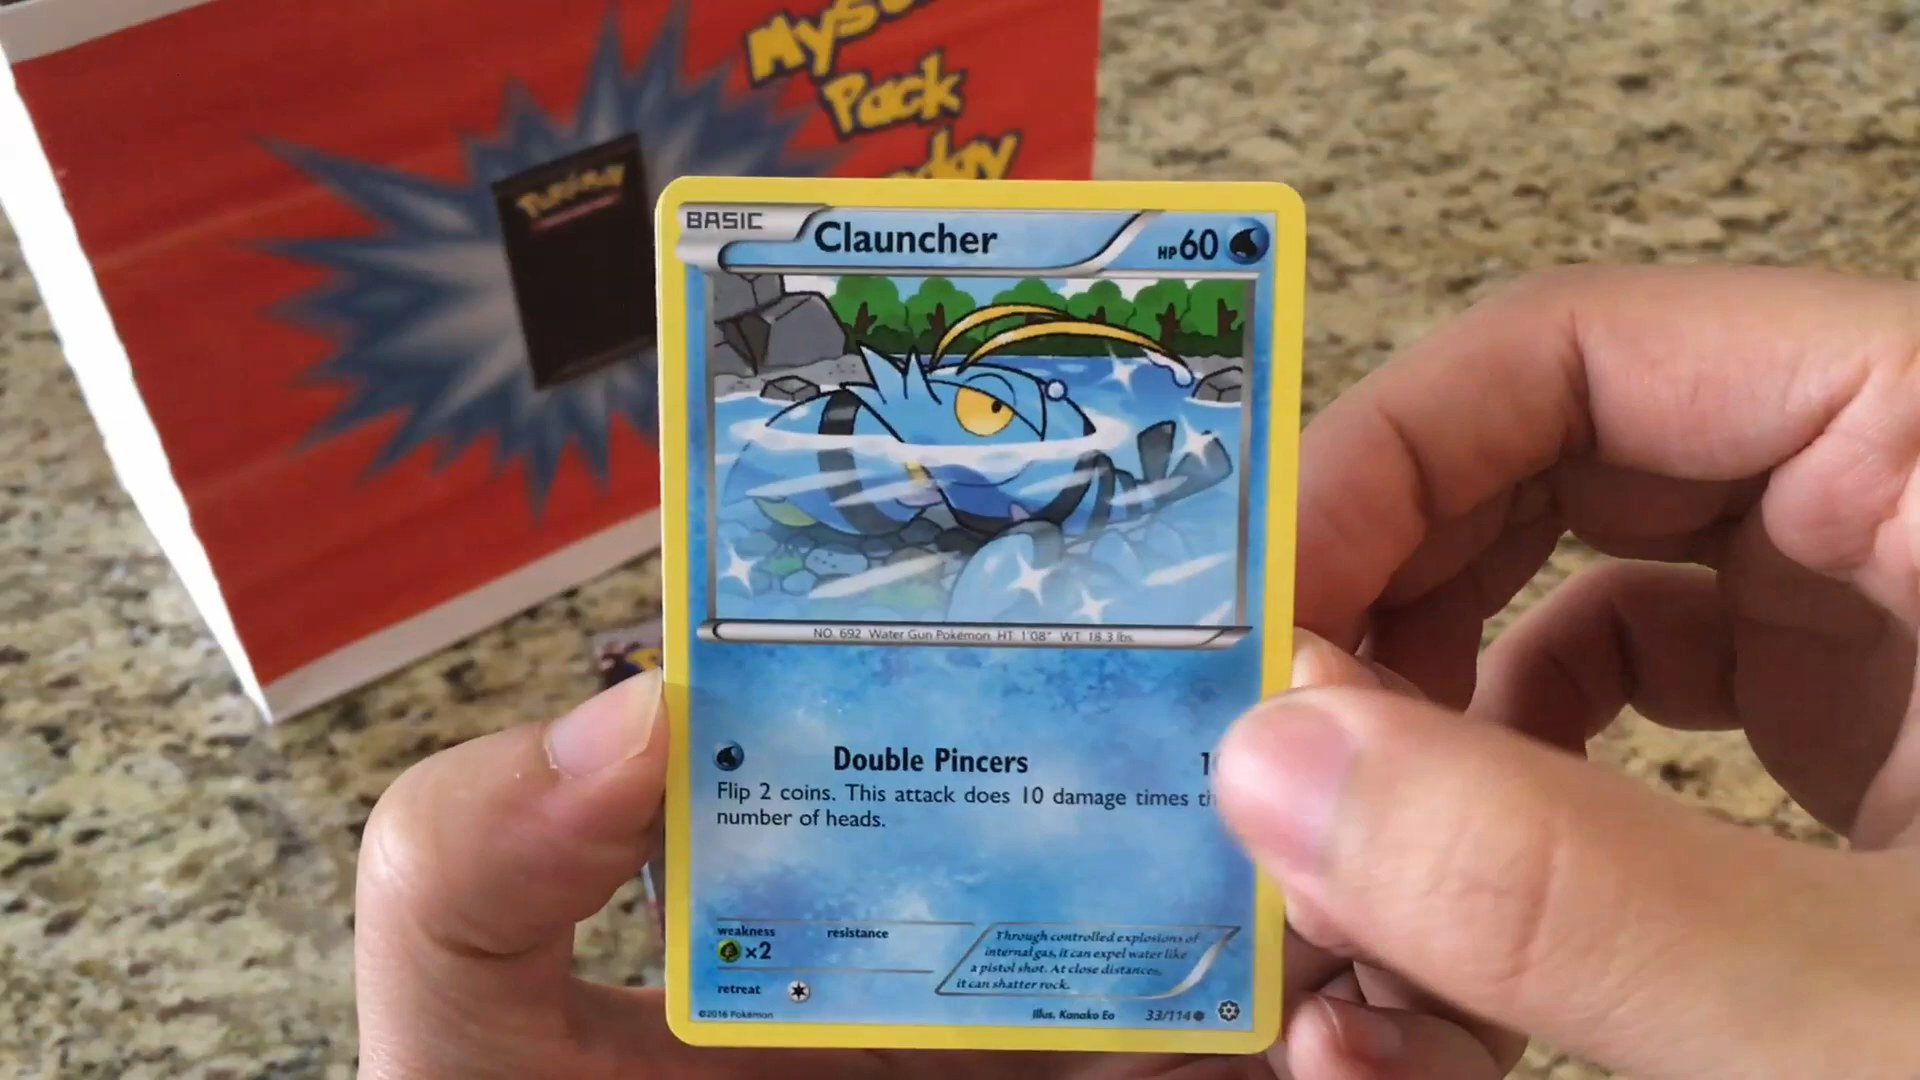 Pack
Pokémon
BASIC
Clauncher
HP 60
NO. 692 Water Gun Pokémon HT. 1'08" WT. 18.3 lbs.
Double Pincers
Flip 2 coins. This attack does 10 damage times
number of heads.
weakness
×2
resistance
retreat
Through controlled explosions of
internal gas, it can expel water like
a pistol shot. At close distances,
it can shatter rock.
©2016 Pokémon
Illus. Kanako Eo
33/114